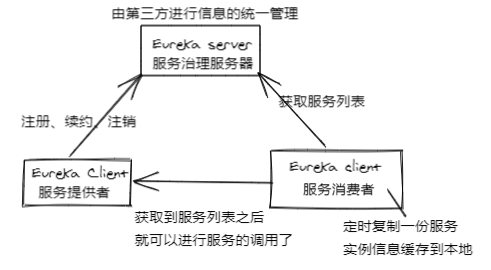 由第三方进行信息的统一管理
Eureka server
服务治理服务器
获取服务列表
注册、续约、注销
Eureka Client
服务提供者
Eureka client
服务消费者
获取到服务列表之后
就可以进行服务的调用了
定时复制一份服务
实例信息缓存到本地